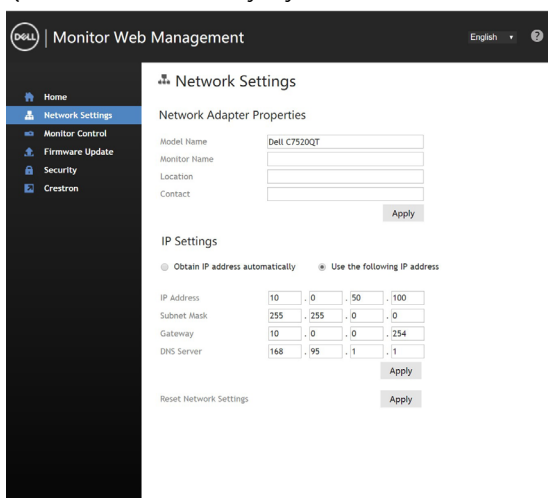 DELL
Monitor Web Management
English
?
Home
Network Settings
Monitor Control
Firmware Update
Security
Crestron
Network Settings
Network Adapter Properties
Model Name Dell C7520QT
Monitor Name
Location
Contact
Apply
IP Settings
Obtain IP address automatically Use the following IP address
IP Address 10 . 0 . 50 . 100
Subnet Mask 255 . 255 . 0 . 0
Gateway 10 . 0 . 0 . 254
DNS Server 168 . 95 . 1 . 1
Apply
Reset Network Settings Apply